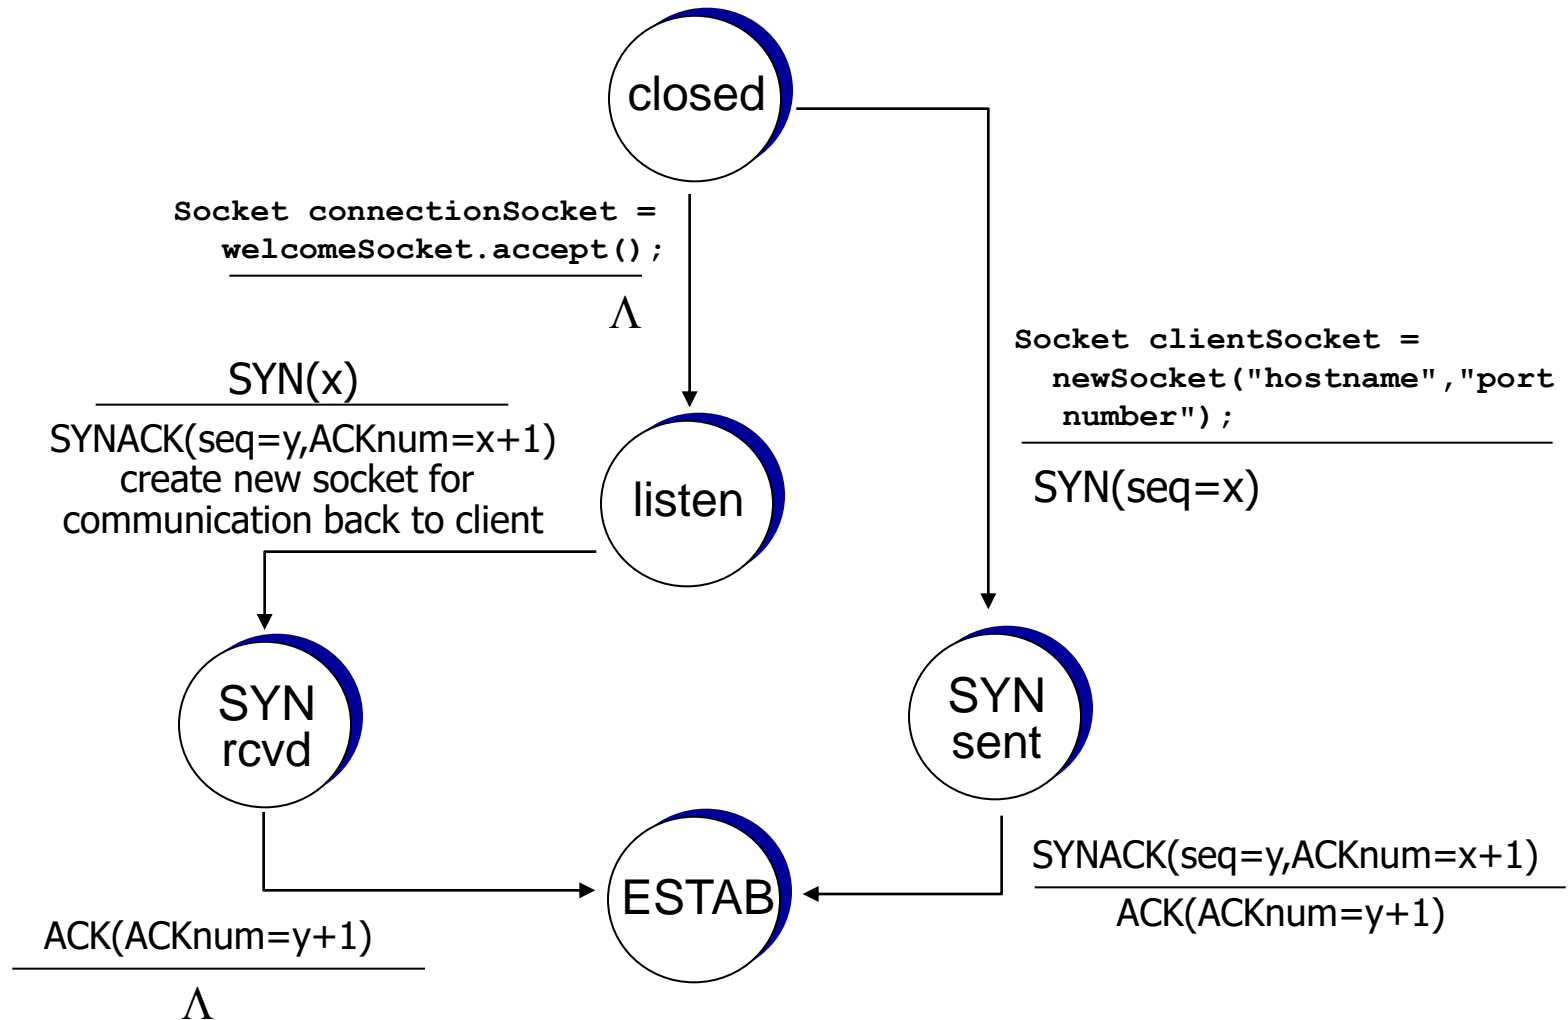 closed
Socket connectionSocket =
welcomeSocket.accept();
Λ
Socket clientSocket =
newSocket("hostname","port
number");
SYN(seq=x)
SYN(x)
SYNACK(seq=y,ACKnum=x+1)
create new socket for
communication back to client
listen
SYN
rcvd
SYN
sent
ESTAB
SYNACK(seq=y,ACKnum=x+1)
ACK(ACKnum=y+1)
ACK(ACKnum=y+1)
Λ